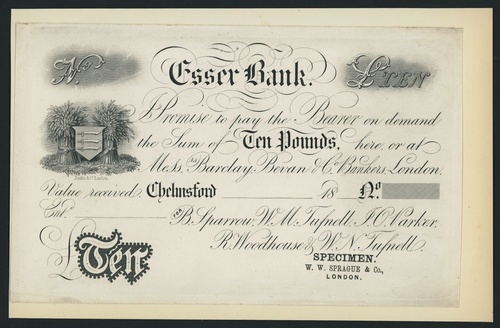 No. £TEN
Essex Bank.
I Promise to pay the Bearer on demand
the Sum of Ten Pounds, here, or at
Mess.rs Barclay, Bevan & Co. Bankers, London,
Value received, Chelmsford 18 No.
Ent.
FOR B. Sparrow, W. M. Tufnell, J. O. Parker,
R. Woodhouse & W. N. Tufnell.
£Ten
SPECIMEN.
W. W. SPRAGUE & Co.,
LONDON.